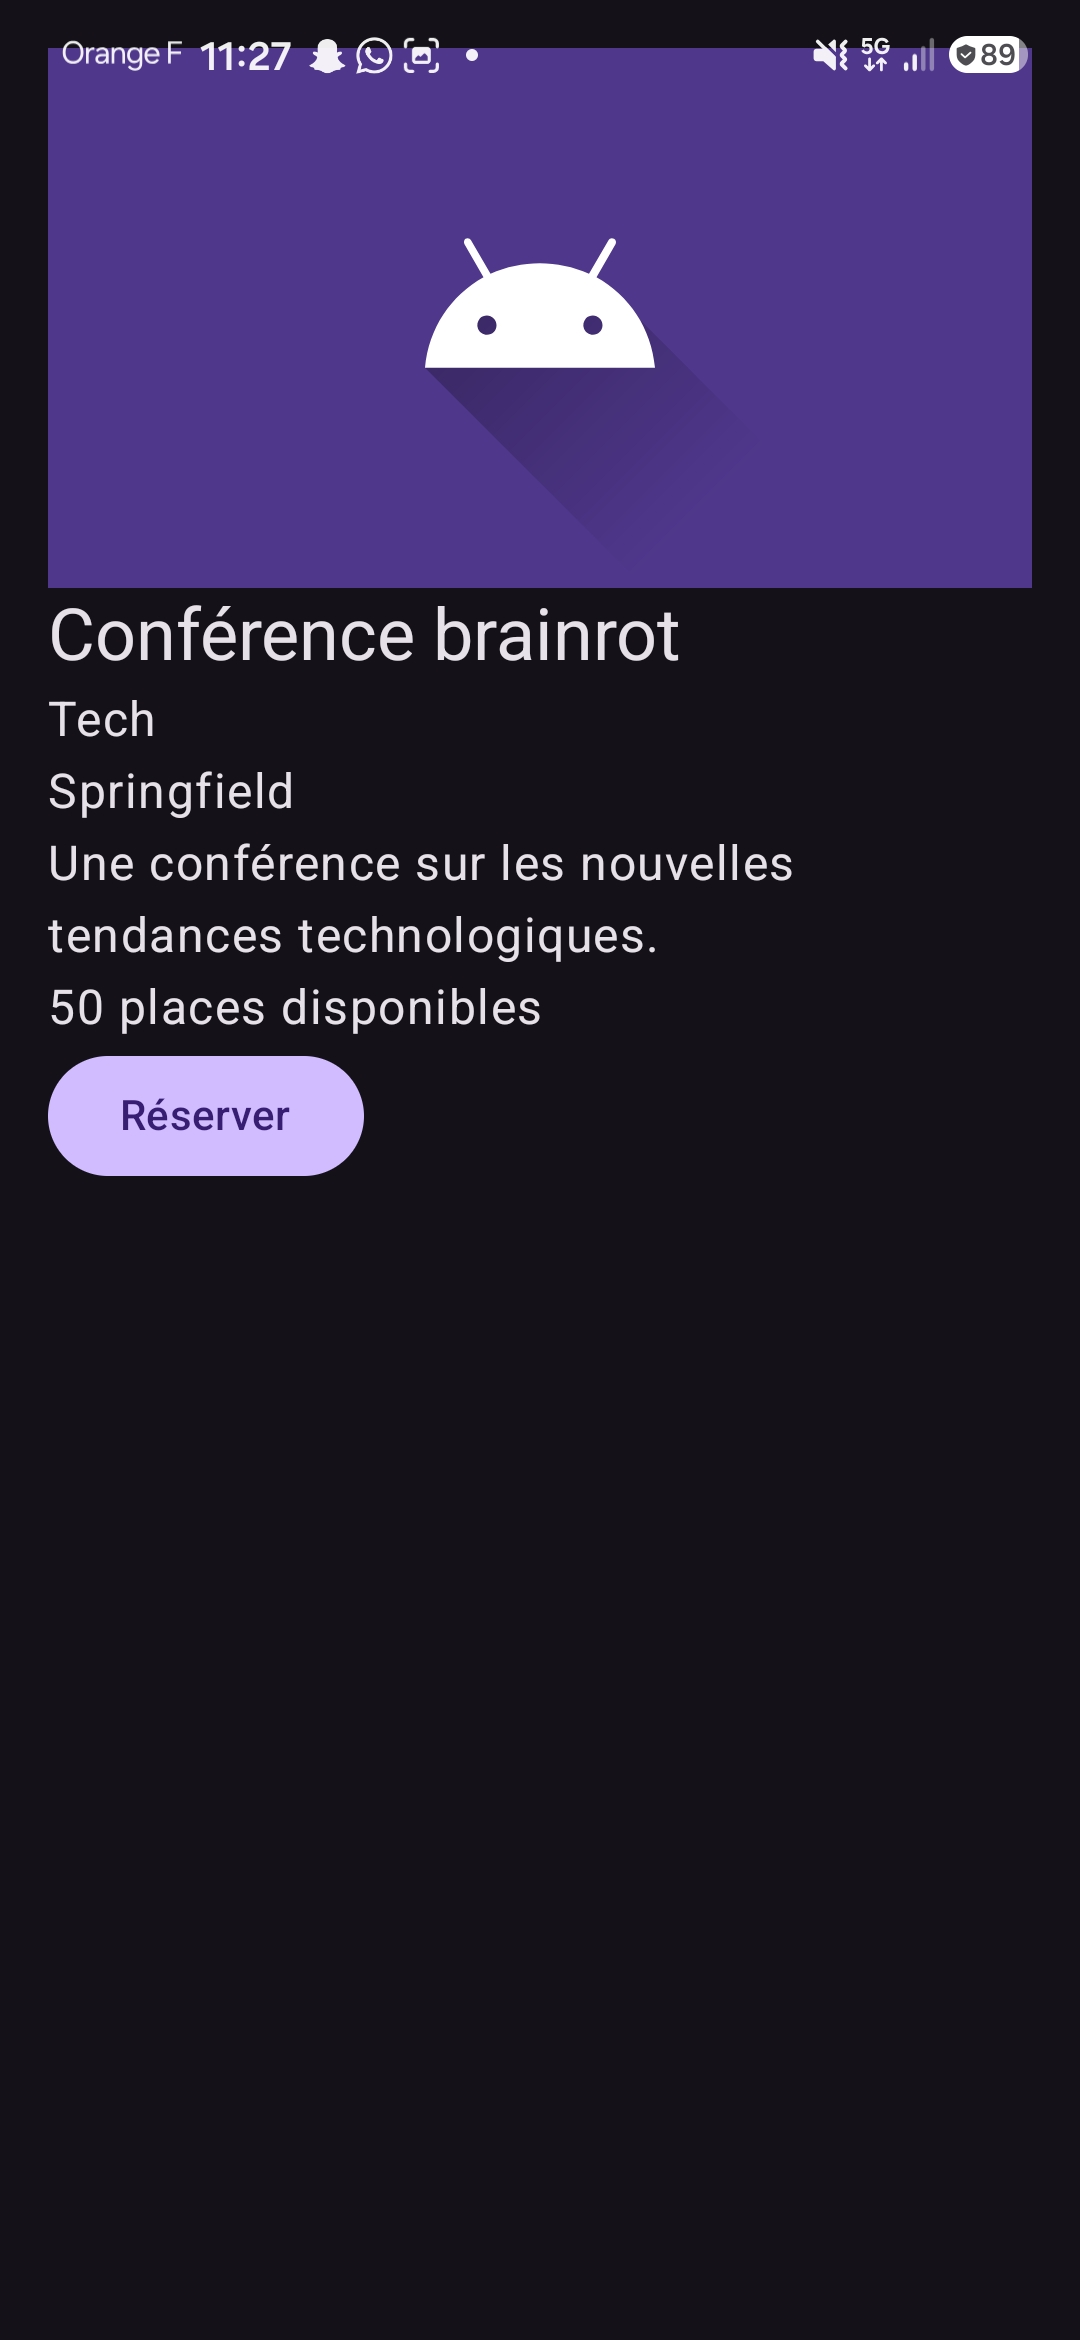 Orange F 11:27 5G 89
Conférence brainrot
Tech
Springfield
Une conférence sur les nouvelles
tendances technologiques.
50 places disponibles
Réserver